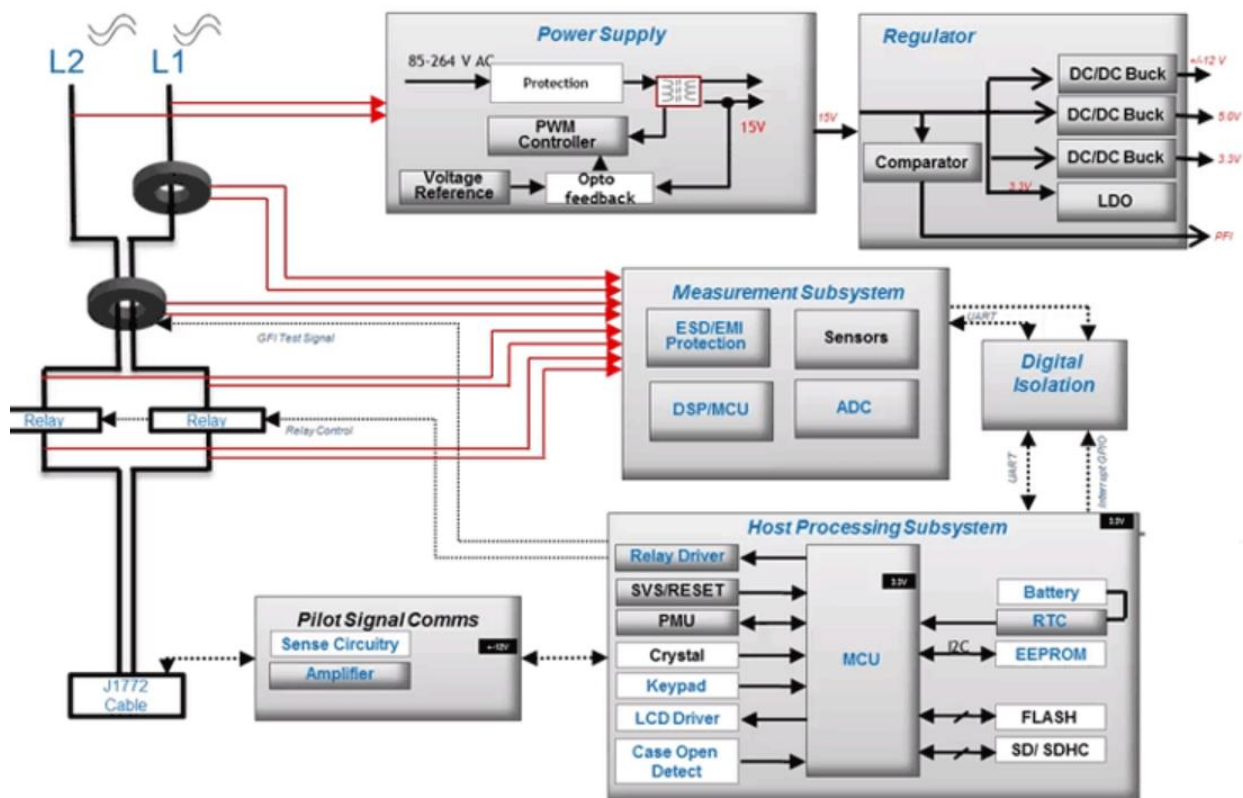 L2
L1
Power Supply
85-264 V AC
Protection
15V
PWM
Controller
Voltage
Reference
Opto
feedback
15V
Regulator
DC/DC Buck
+/-12 V
DC/DC Buck
5.0V
Comparator
DC/DC Buck
3.3V
3.3V
LDO
PFI
Measurement Subsystem
ESD/EMI
Protection
Sensors
DSP/MCU
ADC
UART
Digital
Isolation
GFI Test Signal
Relay
Relay
Relay Control
UART
Interrupt GPIO
Host Processing Subsystem
3.3V
Relay Driver
SVS/RESET
PMU
Crystal
Keypad
LCD Driver
Case Open
Detect
3.3V
MCU
Battery
RTC
I2C
EEPROM
FLASH
SD/ SDHC
Pilot Signal Comms
Sense Circuitry
+-12V
Amplifier
J1772
Cable